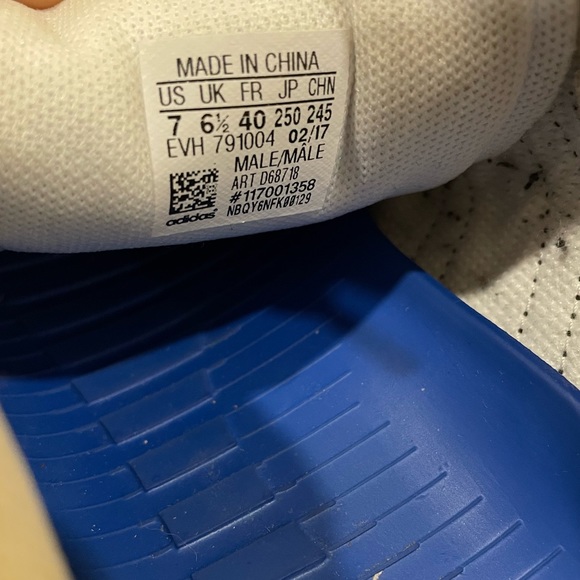 MADE IN CHINA
US UK FR JP CHN
7 6½ 40 250 245
EVH 791004 02/17
MALE/MÂLE
ART D68718
#117001358
NBQY6NFK00129
adidas